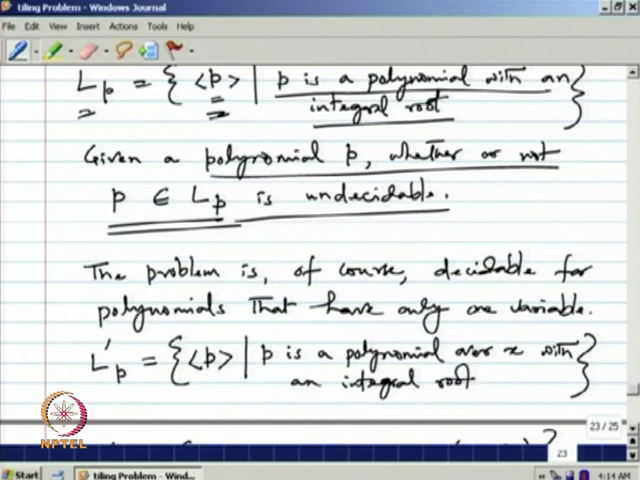 tiling Problem - Windows Journal
File Edit View Insert Actions Tools Help
Lp = { <p> | p is a polynomial with an
integral root }
Given a polynomial p, whether or not
p ∈ Lp is undecidable.
The problem is, of course, decidable for
polynomials that have only one variable.
L'p = { <p> | p is a polynomial over x with
an integral root }
NPTEL
23 / 25
23
Start
tiling Problem - Wind...
4:14 AM